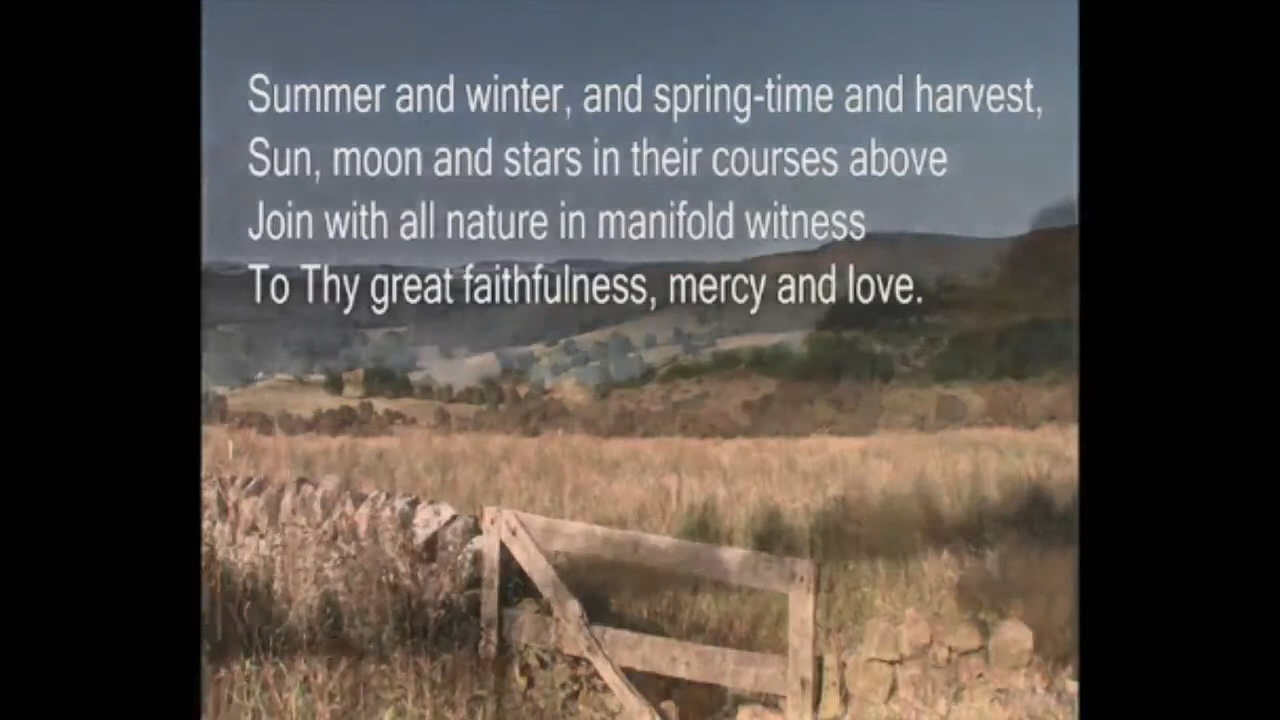 Summer and winter, and spring-time and harvest,
Sun, moon and stars in their courses above
Join with all nature in manifold witness
To Thy great faithfulness, mercy and love.